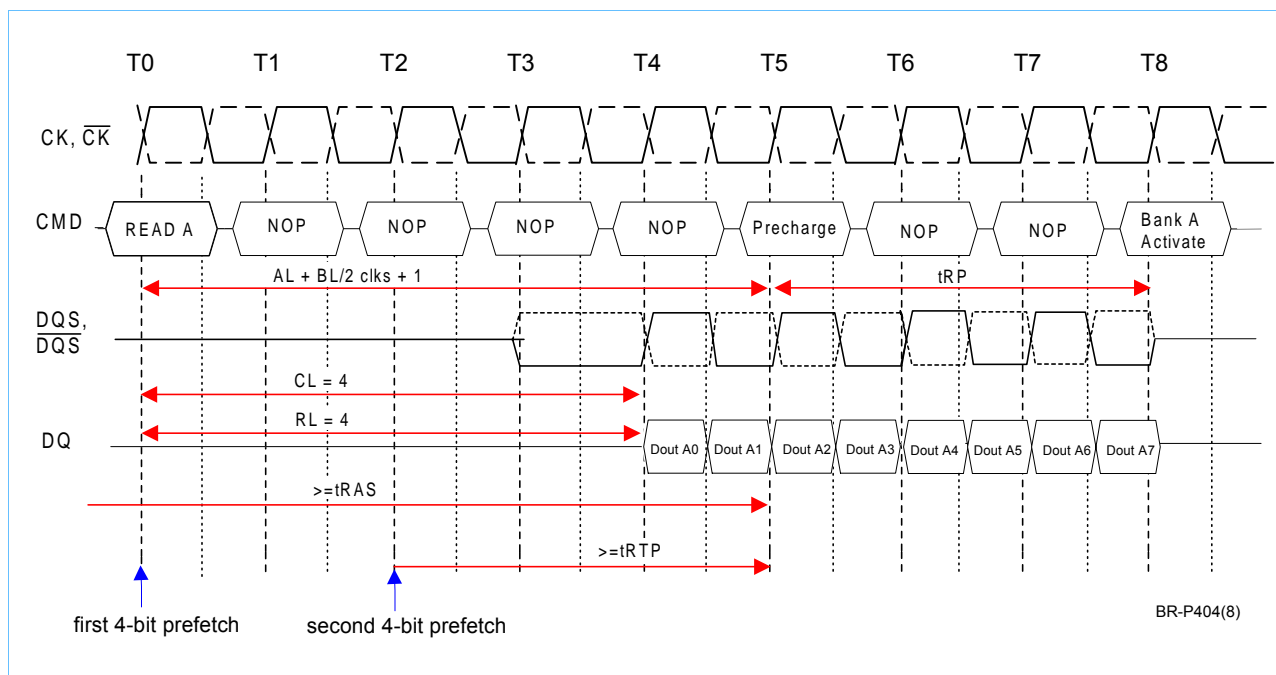 T0 T1 T2 T3 T4 T5 T6 T7 T8
CK, CK
CMD READ A NOP NOP NOP NOP Precharge NOP NOP Bank A
Activate
AL + BL/2 clks + 1 tRP
DQS,
DQS
CL = 4
RL = 4
DQ Dout A0 Dout A1 Dout A2 Dout A3 Dout A4 Dout A5 Dout A6 Dout A7
>=tRAS
>=tRTP
BR-P404(8)
first 4-bit prefetch second 4-bit prefetch